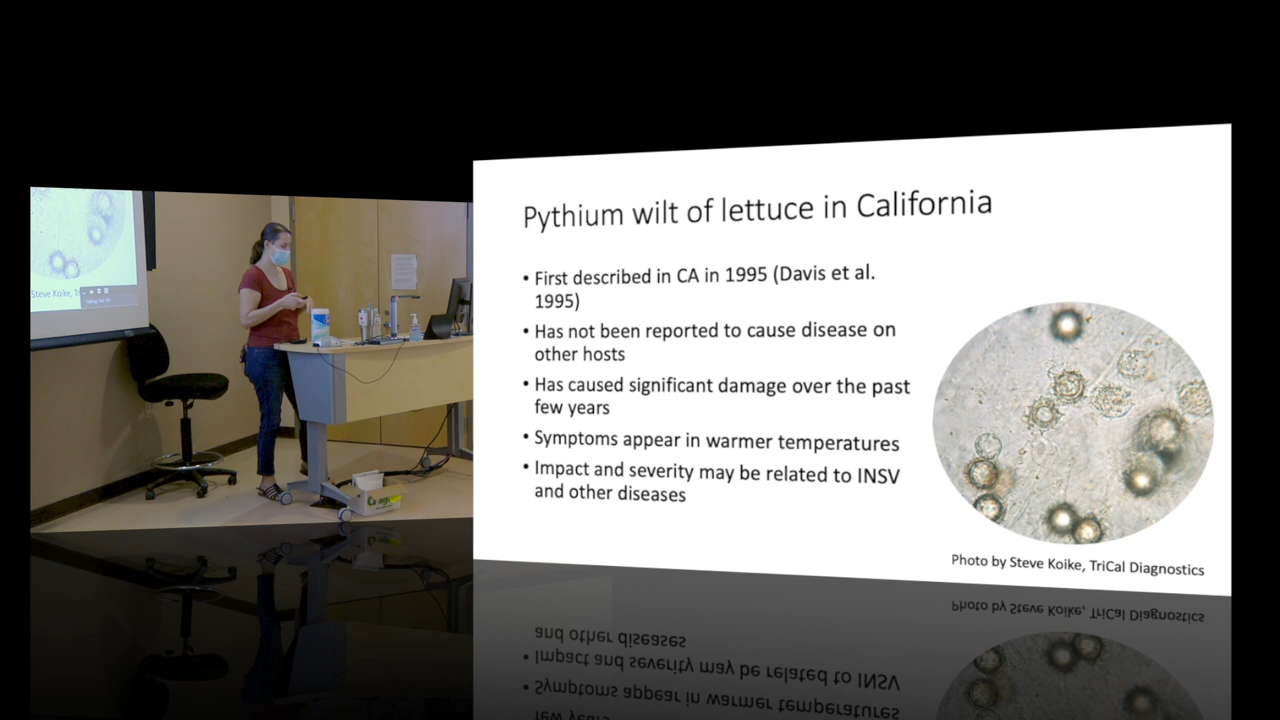 Pythium wilt of lettuce in California
• First described in CA in 1995 (Davis et al.
1995)
• Has not been reported to cause disease on
other hosts
• Has caused significant damage over the past
few years
• Symptoms appear in warmer temperatures
• Impact and severity may be related to INSV
and other diseases
Photo by Steve Koike, TriCal Diagnostics
Steve Koike, Tr